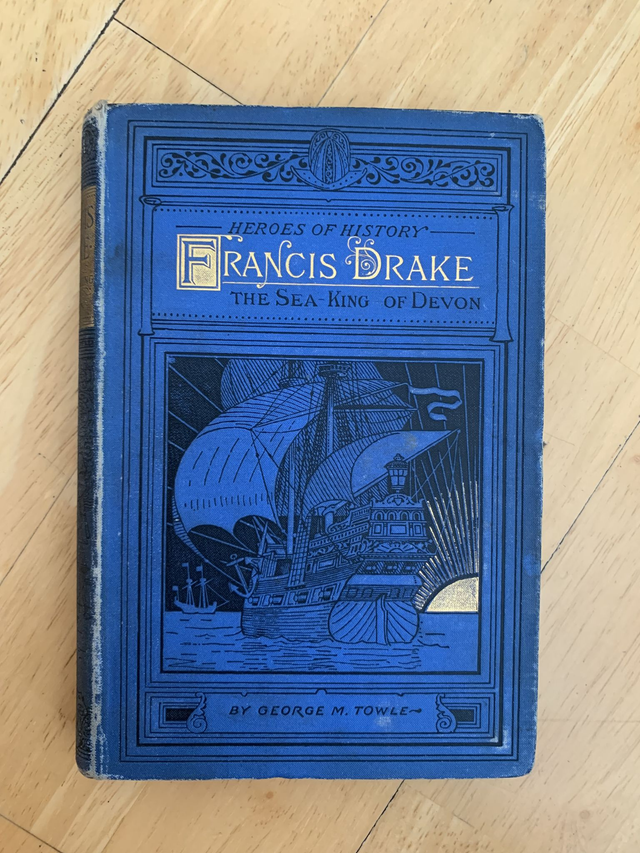 HEROES OF HISTORY
FRANCIS DRAKE
THE SEA-KING OF DEVON
BY GEORGE M. TOWLE